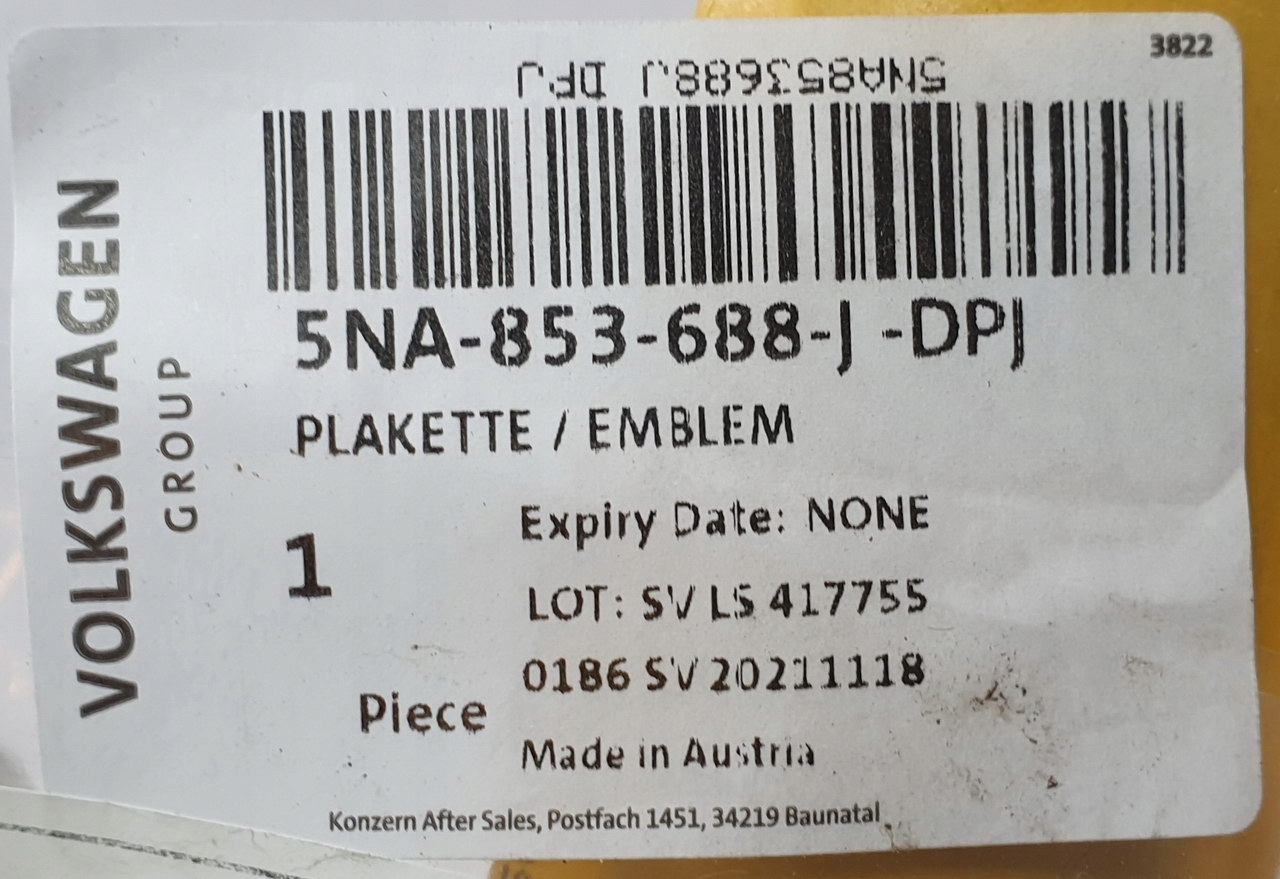 3822
5NA853688J DPJ
VOLKSWAGEN
GROUP
5NA-853-688-J -DPJ
PLAKETTE / EMBLEM
1
Piece
Expiry Date: NONE
LOT: SV LS 417755
0186 SV 20211118
Made in Austria
Konzern After Sales, Postfach 1451, 34219 Baunatal